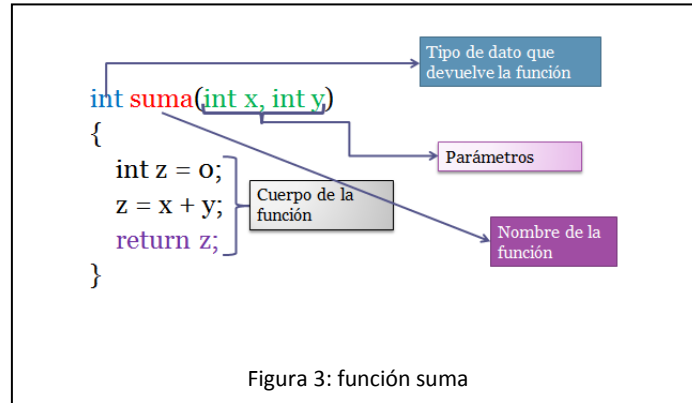 Tipo de dato que
devuelve la función
int suma(int x, int y)
{
int z = 0;
z = x + y;
return z;
}
Cuerpo de la
función
Parámetros
Nombre de la
función
Figura 3: función suma